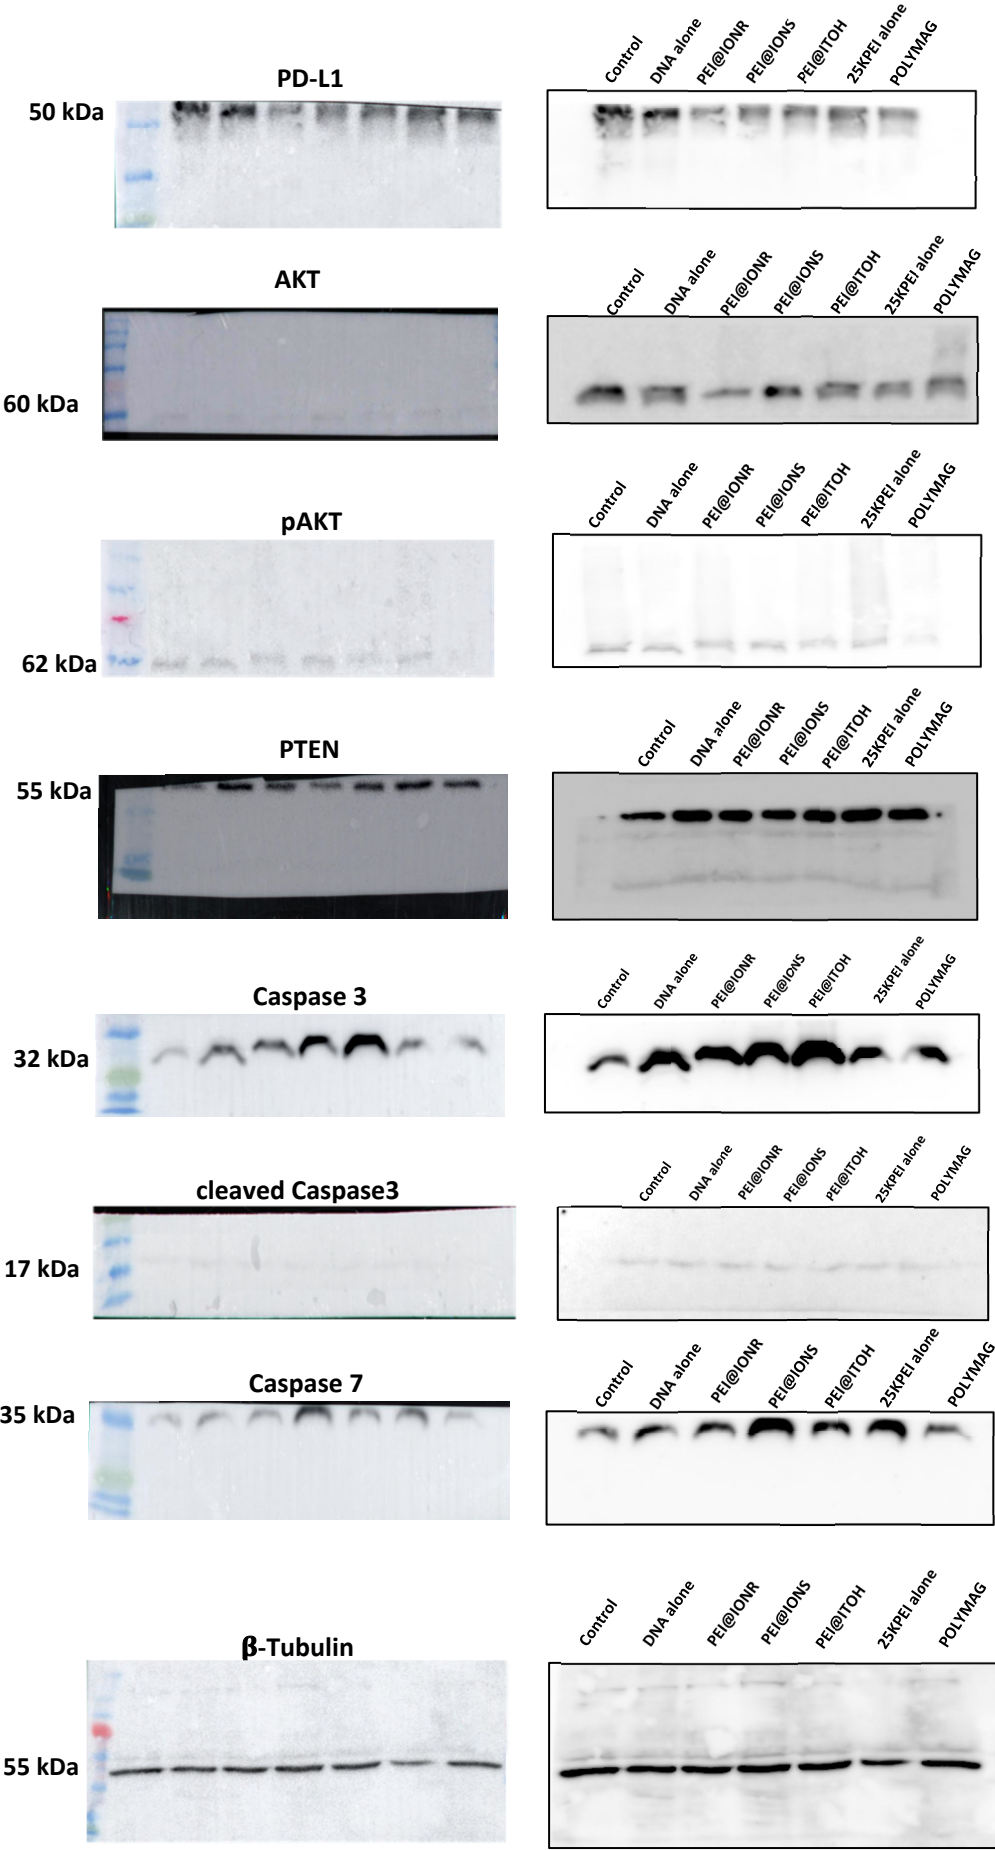 PD-L1
50 kDa
Control DNA alone PEI@IONR PEI@IONS PEI@ITOH 25KPEI alone POLYMAG
AKT
60 kDa
Control DNA alone PEI@IONR PEI@IONS PEI@ITOH 25KPEI alone POLYMAG
pAKT
62 kDa
Control DNA alone PEI@IONR PEI@IONS PEI@ITOH 25KPEI alone POLYMAG
PTEN
55 kDa
Control DNA alone PEI@IONR PEI@IONS PEI@ITOH 25KPEI alone POLYMAG
Caspase 3
32 kDa
Control DNA alone PEI@IONR PEI@IONS PEI@ITOH 25KPEI alone POLYMAG
cleaved Caspase3
17 kDa
Control DNA alone PEI@IONR PEI@IONS PEI@ITOH 25KPEI alone POLYMAG
Caspase 7
35 kDa
Control DNA alone PEI@IONR PEI@IONS PEI@ITOH 25KPEI alone POLYMAG
β-Tubulin
55 kDa
Control DNA alone PEI@IONR PEI@IONS PEI@ITOH 25KPEI alone POLYMAG